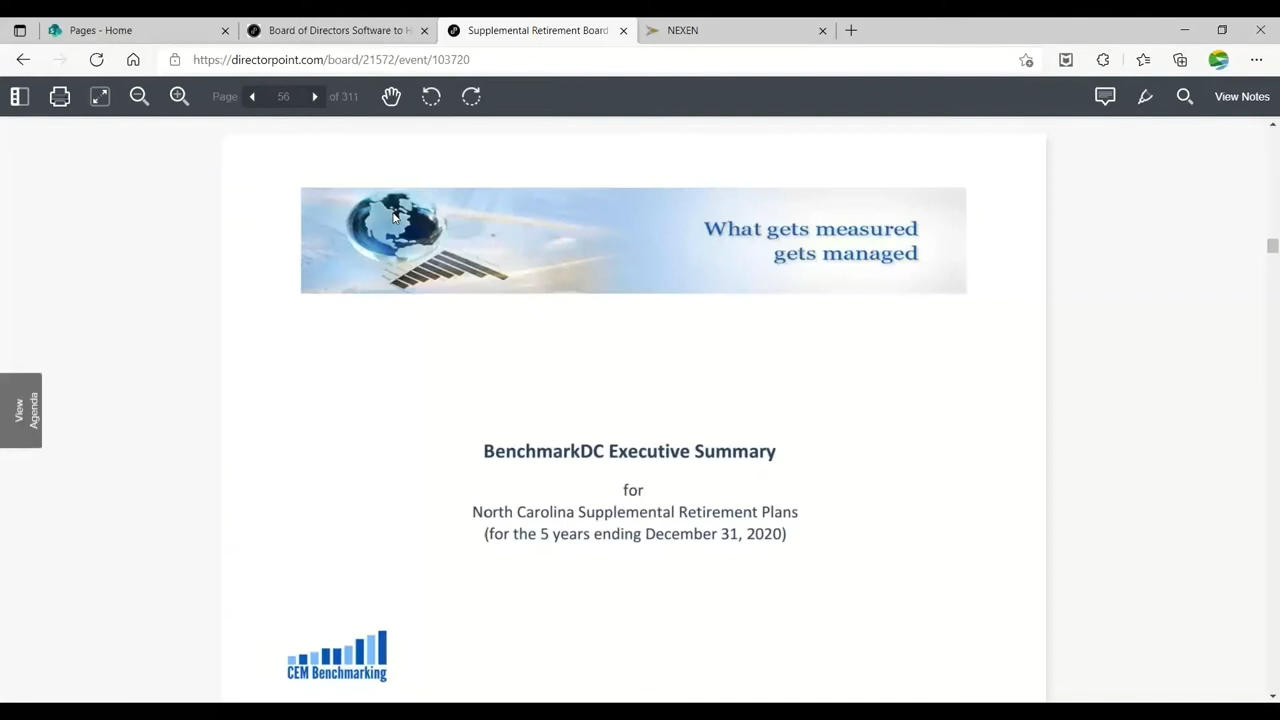 Pages - Home
Board of Directors Software to H
Supplemental Retirement Board
NEXEN
https://directorpoint.com/board/21572/event/103720
Page 56 of 311
View Notes
What gets measured
gets managed
View Agenda
BenchmarkDC Executive Summary
for
North Carolina Supplemental Retirement Plans
(for the 5 years ending December 31, 2020)
CEM Benchmarking